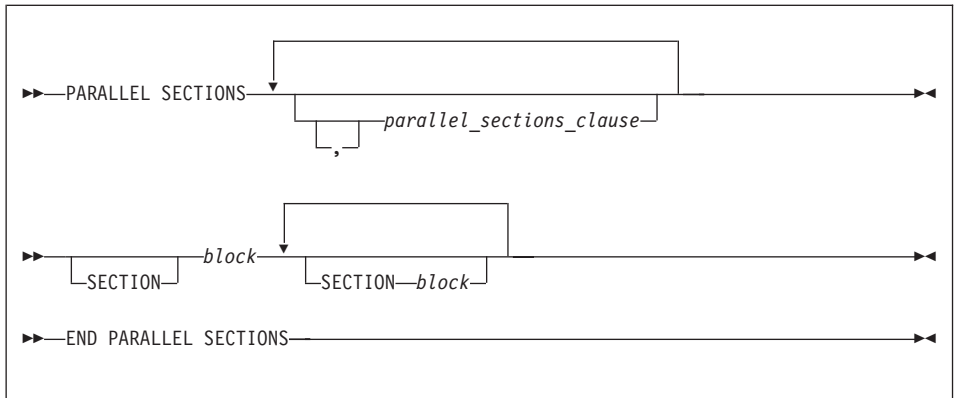 PARALLEL SECTIONS
parallel_sections_clause
,
block
SECTION
SECTION block
END PARALLEL SECTIONS